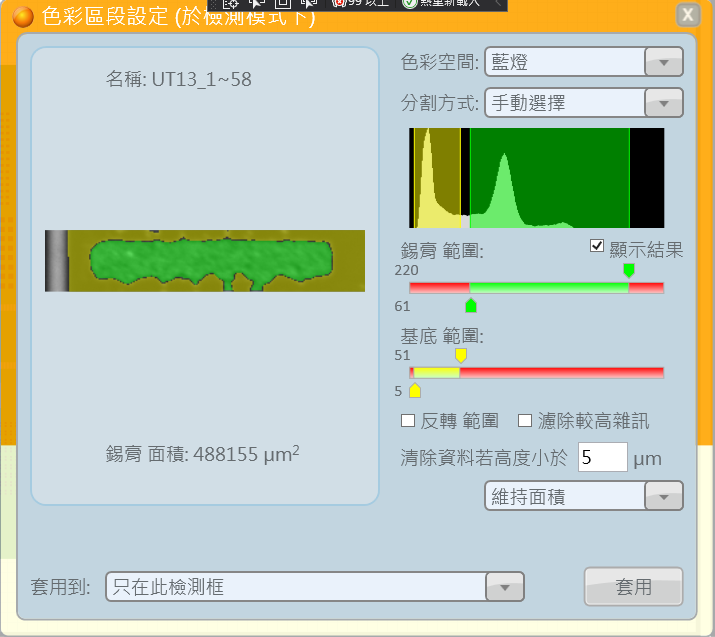 色彩區段設定 (於檢測模式下)
名稱: UT13_1~58
錫膏 面積: 488155 µm²
色彩空間: 藍燈
分割方式: 手動選擇
錫膏 範圍: 顯示結果
220
61
基底 範圍:
51
5
反轉 範圍 濾除較高雜訊
清除資料若高度小於 5 µm
維持面積
套用到: 只在此檢測框 套用